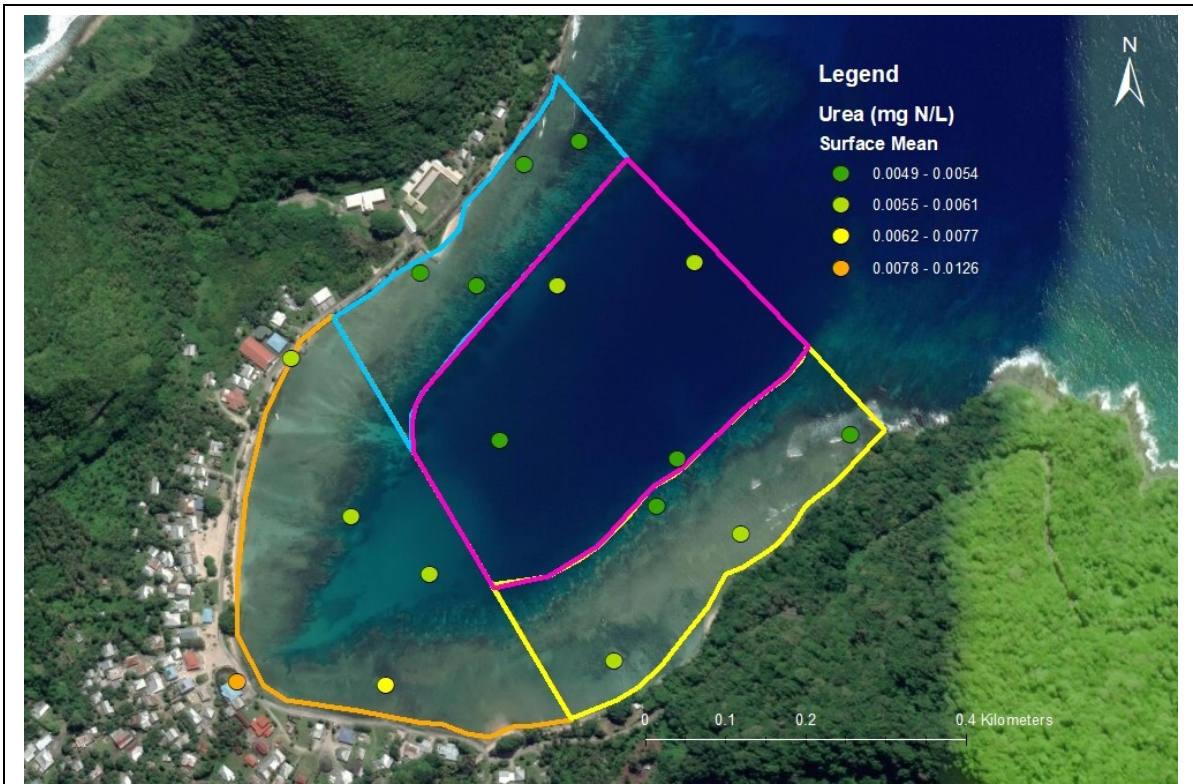 N
Legend
Urea (mg N/L)
Surface Mean
0.0049 - 0.0054
0.0055 - 0.0061
0.0062 - 0.0077
0.0078 - 0.0126
0 0.1 0.2 0.4 Kilometers